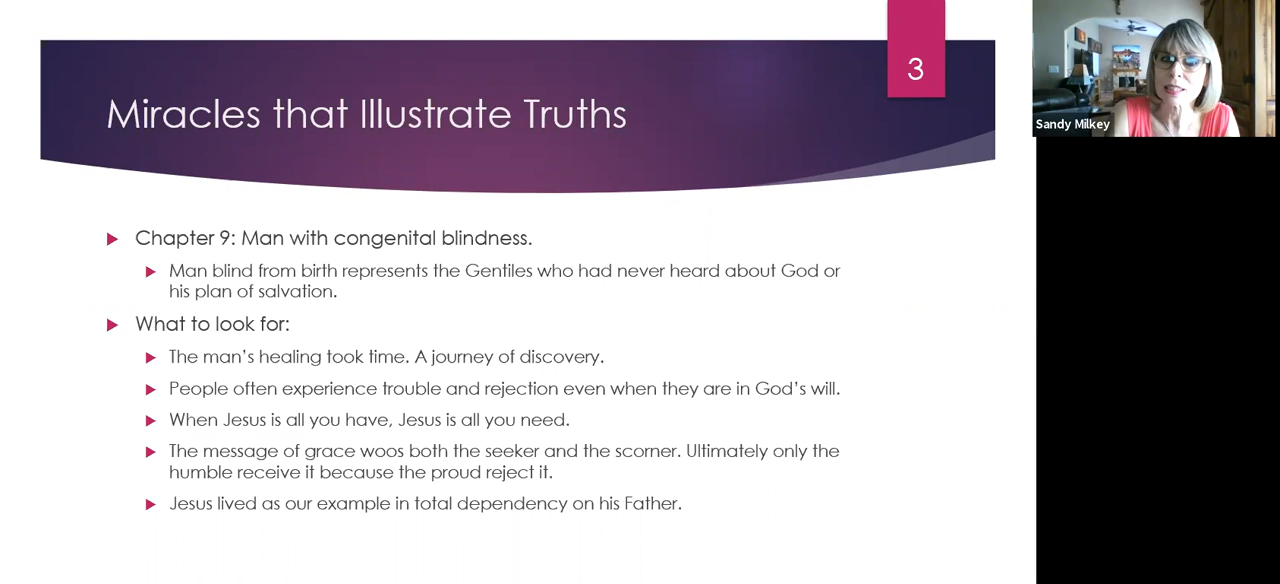 3
Miracles that Illustrate Truths
Sandy Milkey
Chapter 9: Man with congenital blindness.
Man blind from birth represents the Gentiles who had never heard about God or
his plan of salvation.
What to look for:
The man's healing took time. A journey of discovery.
People often experience trouble and rejection even when they are in God's will.
When Jesus is all you have, Jesus is all you need.
The message of grace woos both the seeker and the scorner. Ultimately only the
humble receive it because the proud reject it.
Jesus lived as our example in total dependency on his Father.